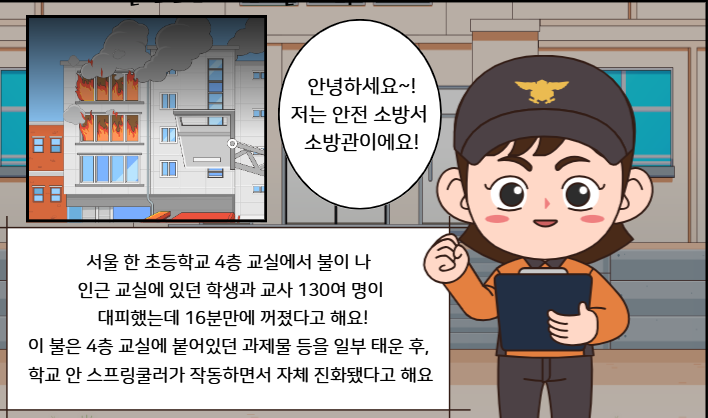 안녕하세요~!
저는 안전 소방서
소방관이에요!
서울 한 초등학교 4층 교실에서 불이 나
인근 교실에 있던 학생과 교사 130여 명이
대피했는데 16분만에 꺼졌다고 해요!
이 불은 4층 교실에 붙어있던 과제물 등을 일부 태운 후,
학교 안 스프링쿨러가 작동하면서 자체 진화됐다고 해요